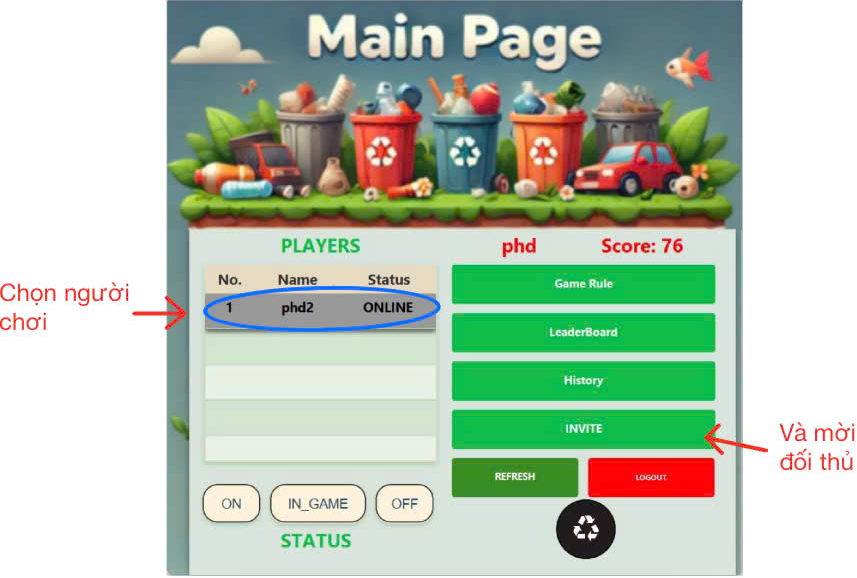 Main Page
PLAYERS
phd Score: 76
No. Name Status
1 phd2 ONLINE
Chọn người
chơi
Game Rule
LeaderBoard
History
INVITE
Và mời
đối thủ
REFRESH
LOGOUT
ON IN_GAME OFF
STATUS